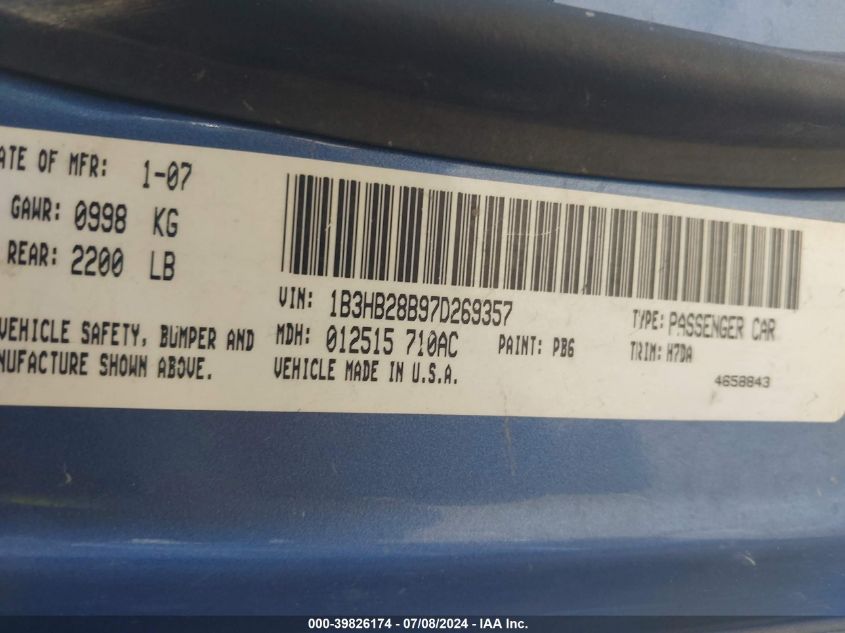 ATE OF MFR: 1-07
GAWR: 0998 KG
REAR: 2200 LB
VIN: 1B3HB28B97D269357
TYPE: PASSENGER CAR
VEHICLE SAFETY, BUMPER AND
NUFACTURE SHOWN ABOVE.
MDH: 012515 710AC
PAINT: PB6
TRIM: H7DA
VEHICLE MADE IN U.S.A.
4658843
000-39826174 - 07/08/2024 - IAA Inc.